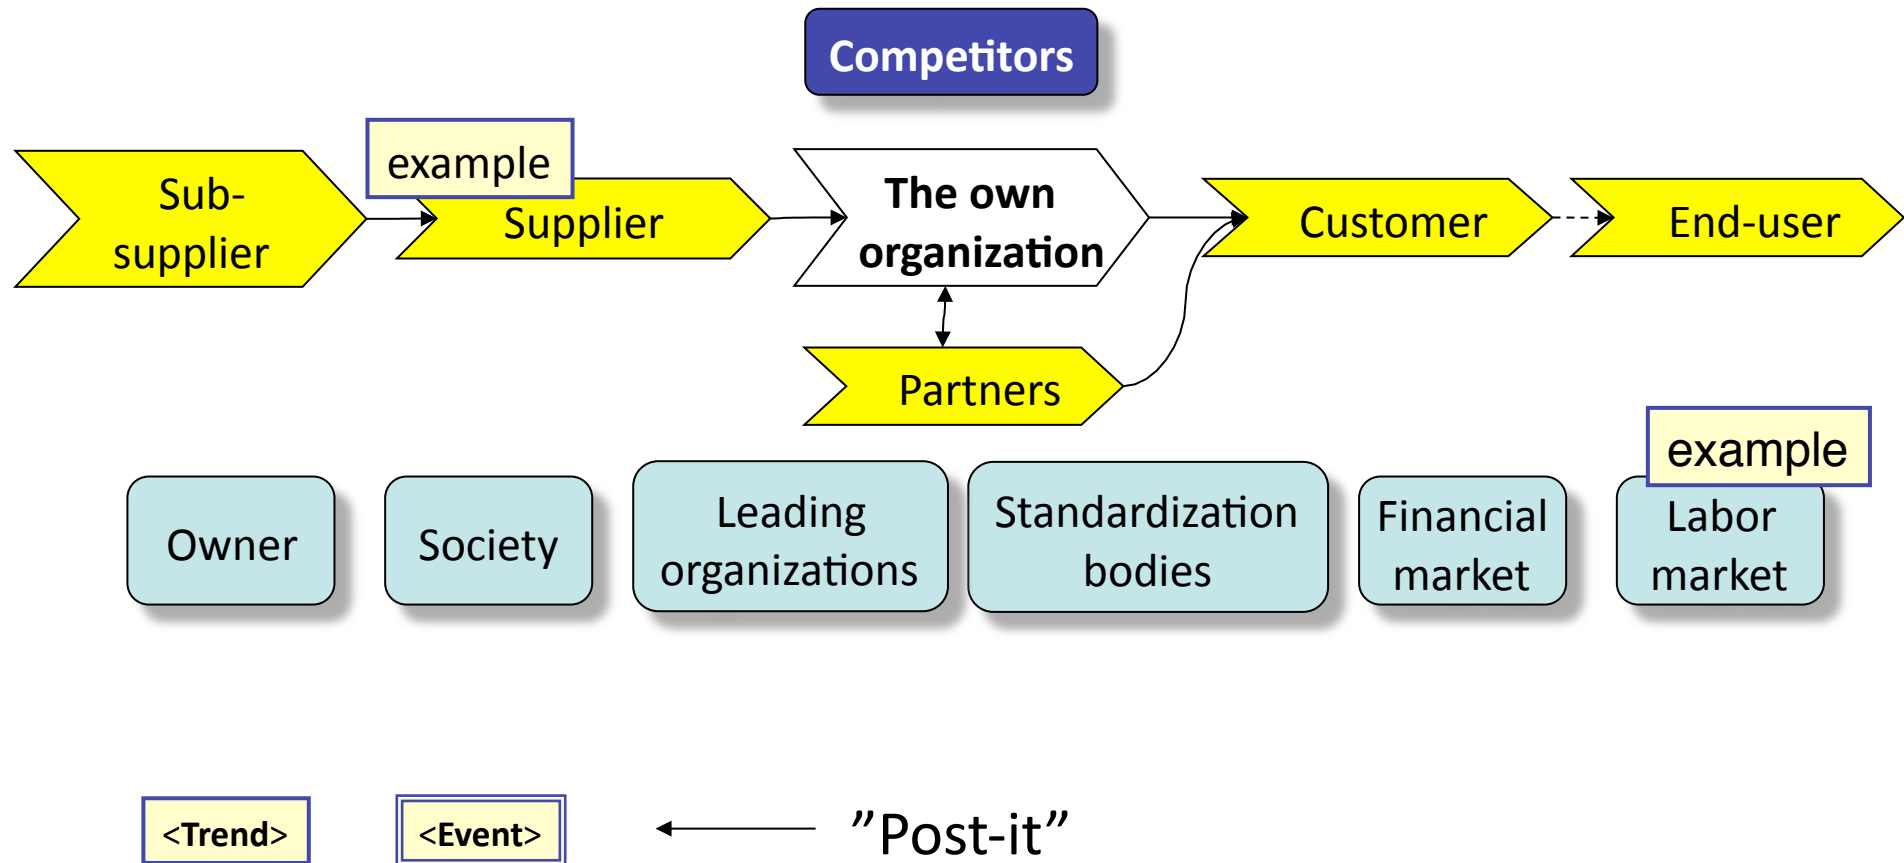 Competitors
example
Sub-
supplier
Supplier
The own
organization
Customer
End-user
Partners
example
Owner
Society
Leading
organizations
Standardization
bodies
Financial
market
Labor
market
<Trend>
<Event>
”Post-it”